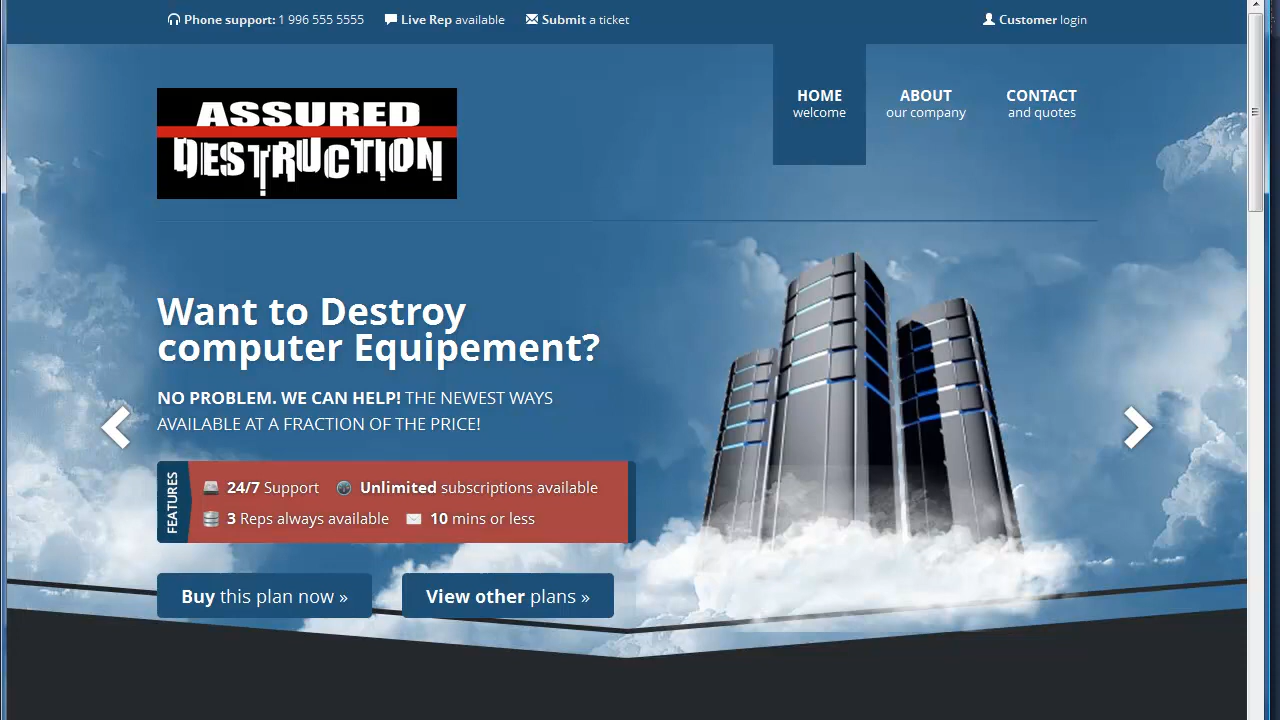 Phone support: 1 996 555 5555 Live Rep available Submit a ticket Customer login
ASSURED
DESTRUCTION
HOME ABOUT CONTACT
welcome our company and quotes
Want to Destroy
computer Equipement?
NO PROBLEM. WE CAN HELP! THE NEWEST WAYS
AVAILABLE AT A FRACTION OF THE PRICE!
FEATURES
24/7 Support Unlimited subscriptions available
3 Reps always available 10 mins or less
Buy this plan now » View other plans »